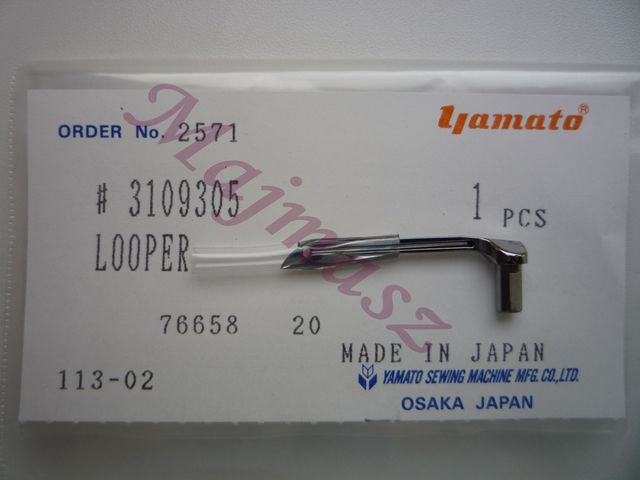 yamato®
ORDER No. 2571
# 3109305
1 PCS
LOOPER
76658 20
MADE IN JAPAN
113-02
YAMATO SEWING MACHINE MFG.CO.,LTD.
OSAKA JAPAN
Majmasz